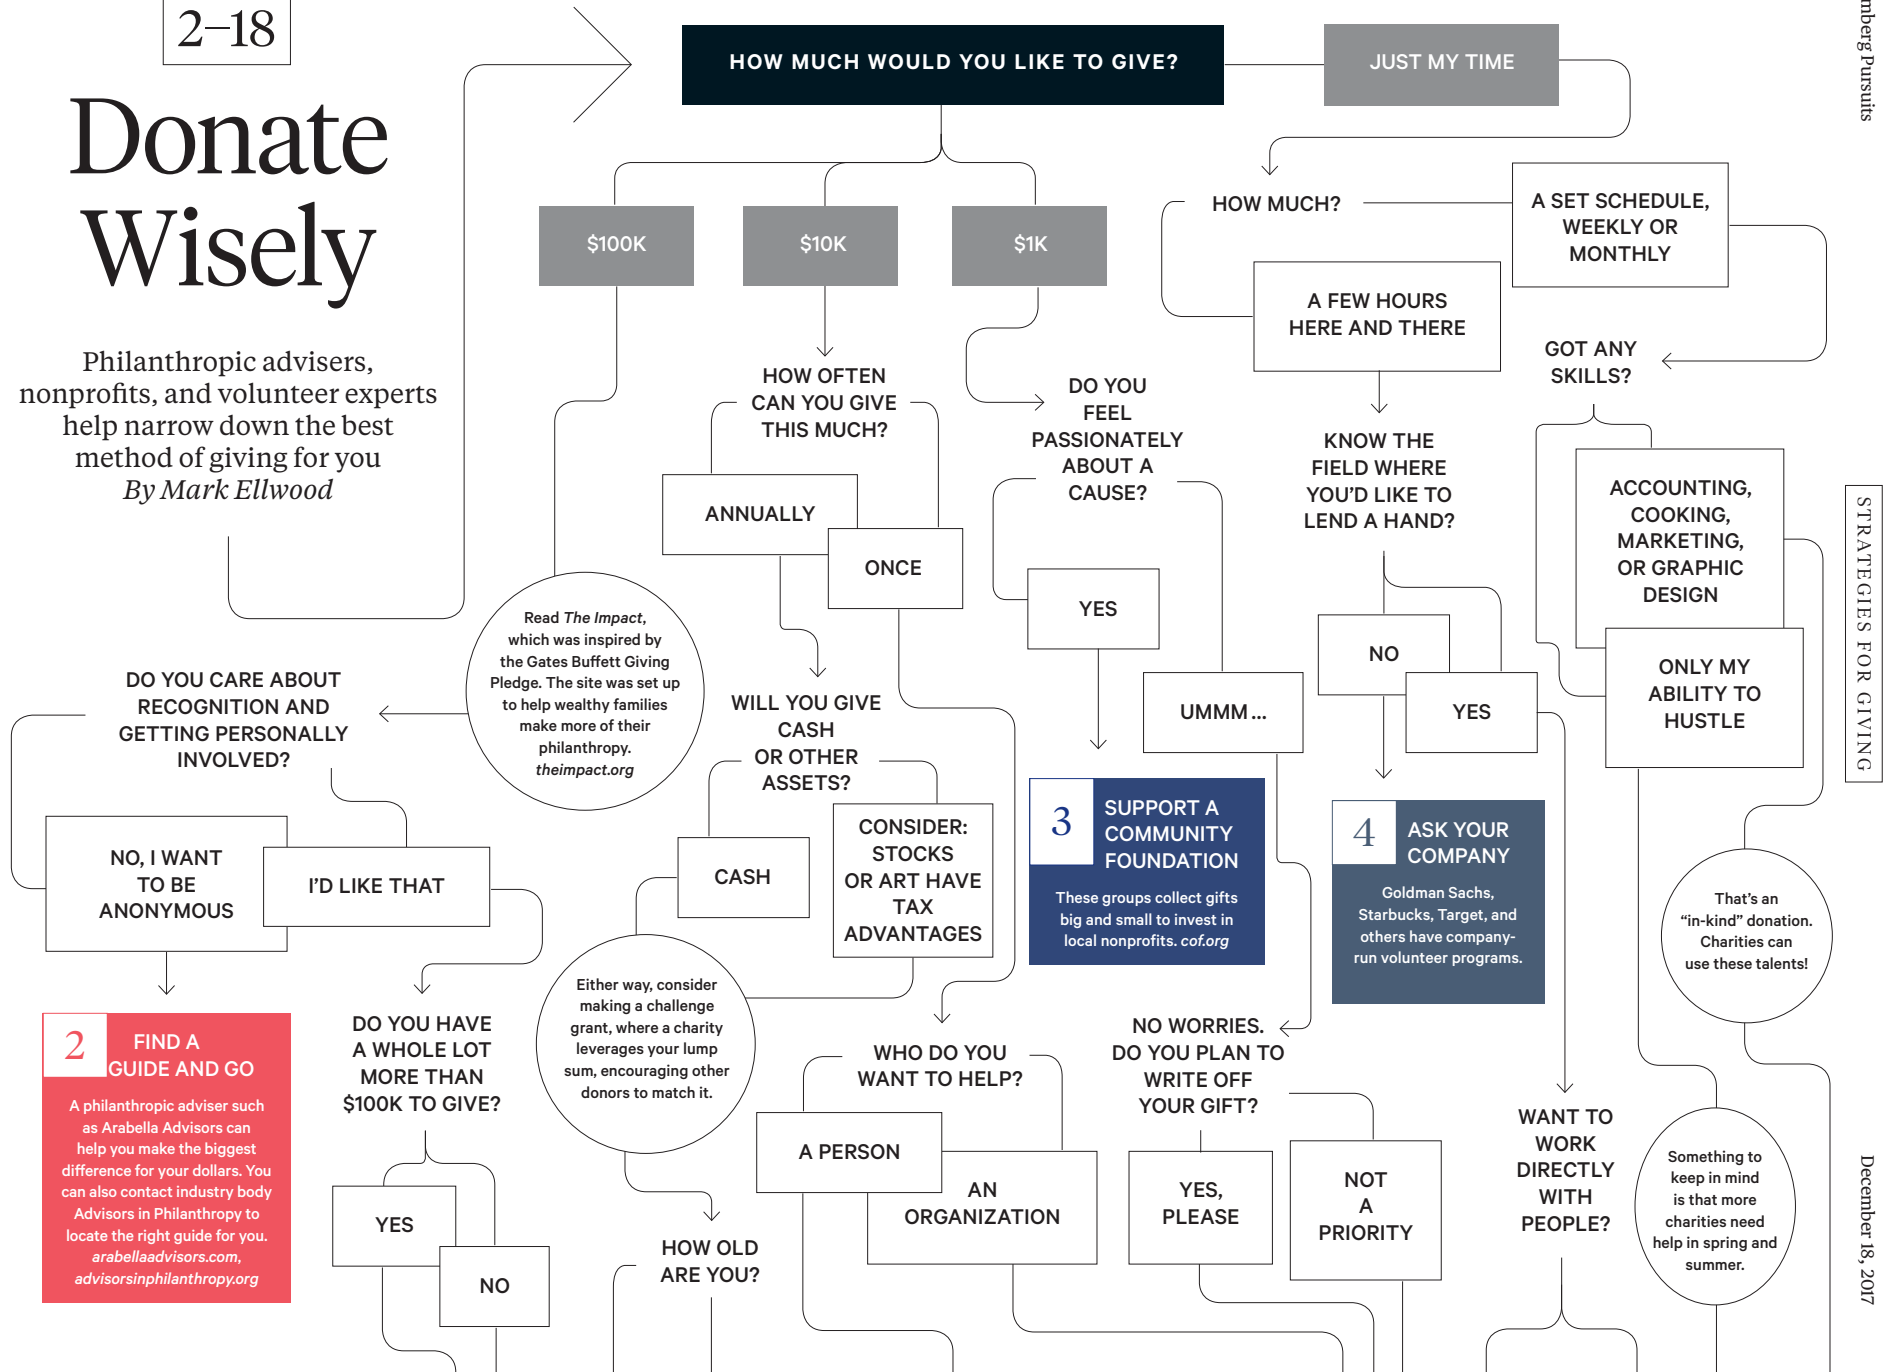 2–18
Donate
Wisely
Philanthropic advisers,
nonprofits, and volunteer experts
help narrow down the best
method of giving for you
By Mark Ellwood
HOW MUCH WOULD YOU LIKE TO GIVE?
JUST MY TIME
$100K
$10K
$1K
HOW MUCH?
A SET SCHEDULE,
WEEKLY OR
MONTHLY
A FEW HOURS
HERE AND THERE
GOT ANY
SKILLS?
HOW OFTEN
CAN YOU GIVE
THIS MUCH?
DO YOU
FEEL
PASSIONATELY
ABOUT A
CAUSE?
KNOW THE
FIELD WHERE
YOU’D LIKE TO
LEND A HAND?
ACCOUNTING,
COOKING,
MARKETING,
OR GRAPHIC
DESIGN
ANNUALLY
ONCE
YES
NO
YES
ONLY MY
ABILITY TO
HUSTLE
UMMM ...
Read The Impact,
which was inspired by
the Gates Buffett Giving
Pledge. The site was set up
to help wealthy families
make more of their
philanthropy.
theimpact.org
DO YOU CARE ABOUT
RECOGNITION AND
GETTING PERSONALLY
INVOLVED?
WILL YOU GIVE
CASH
OR OTHER
ASSETS?
NO, I WANT
TO BE
ANONYMOUS
I’D LIKE THAT
CASH
CONSIDER:
STOCKS
OR ART HAVE
TAX
ADVANTAGES
3
SUPPORT A
COMMUNITY
FOUNDATION
These groups collect gifts
big and small to invest in
local nonprofits. cof.org
4
ASK YOUR
COMPANY
Goldman Sachs,
Starbucks, Target, and
others have company-
run volunteer programs.
That’s an
“in-kind” donation.
Charities can
use these talents!
2
FIND A
GUIDE AND GO
A philanthropic adviser such
as Arabella Advisors can
help you make the biggest
difference for your dollars. You
can also contact industry body
Advisors in Philanthropy to
locate the right guide for you.
arabellaadvisors.com,
advisorsinphilanthropy.org
DO YOU HAVE
A WHOLE LOT
MORE THAN
$100K TO GIVE?
YES
NO
Either way, consider
making a challenge
grant, where a charity
leverages your lump
sum, encouraging other
donors to match it.
HOW OLD
ARE YOU?
WHO DO YOU
WANT TO HELP?
A PERSON
AN
ORGANIZATION
NO WORRIES.
DO YOU PLAN TO
WRITE OFF
YOUR GIFT?
YES,
PLEASE
NOT
A
PRIORITY
WANT TO
WORK
DIRECTLY
WITH
PEOPLE?
Something to
keep in mind
is that more
charities need
help in spring and
summer.
mberg Pursuits
STRATEGIES FOR GIVING
December 18, 2017